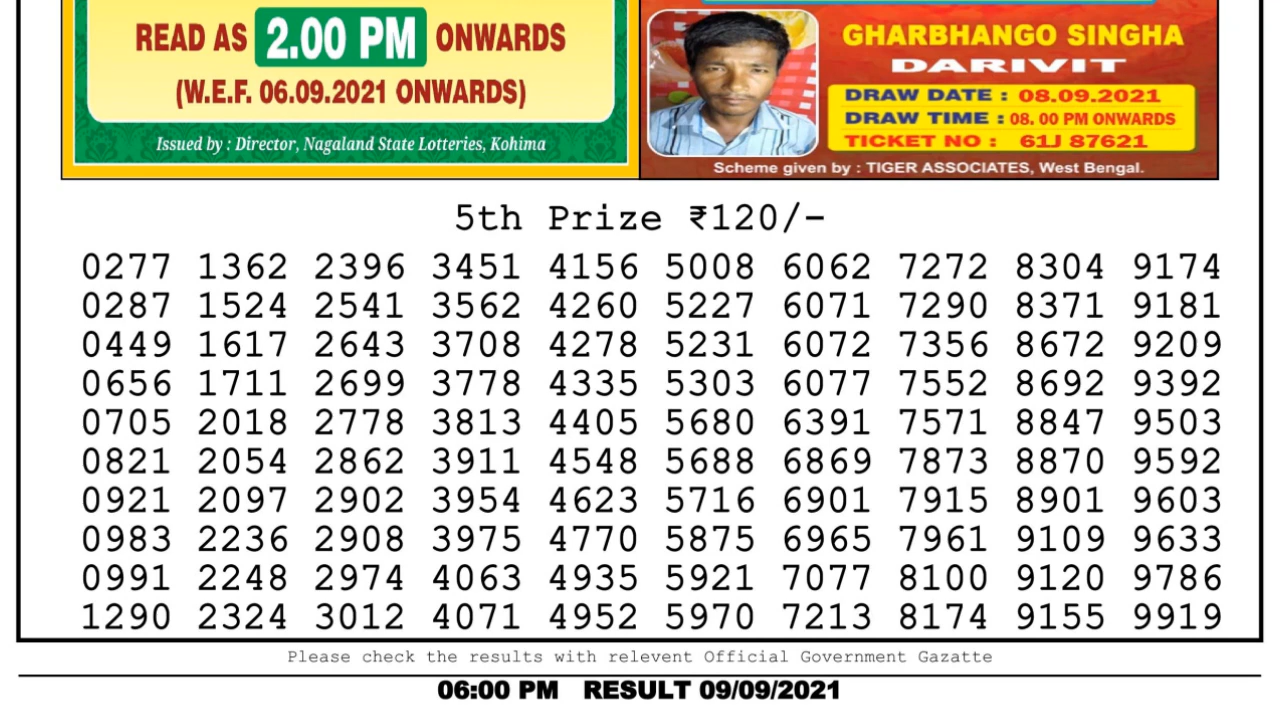 READ AS 2.00 PM ONWARDS
(W.E.F. 06.09.2021 ONWARDS)
Issued by : Director, Nagaland State Lotteries, Kohima
GHARBHANGO SINGHA
DARIVIT
DRAW DATE : 08.09.2021
DRAW TIME : 08. 00 PM ONWARDS
TICKET NO : 61J 87621
Scheme given by : TIGER ASSOCIATES, West Bengal.
5th Prize ₹120/-
0277 1362 2396 3451 4156 5008 6062 7272 8304 9174
0287 1524 2541 3562 4260 5227 6071 7290 8371 9181
0449 1617 2643 3708 4278 5231 6072 7356 8672 9209
0656 1711 2699 3778 4335 5303 6077 7552 8692 9392
0705 2018 2778 3813 4405 5680 6391 7571 8847 9503
0821 2054 2862 3911 4548 5688 6869 7873 8870 9592
0921 2097 2902 3954 4623 5716 6901 7915 8901 9603
0983 2236 2908 3975 4770 5875 6965 7961 9109 9633
0991 2248 2974 4063 4935 5921 7077 8100 9120 9786
1290 2324 3012 4071 4952 5970 7213 8174 9155 9919
Please check the results with relevent Official Government Gazatte
06:00 PM RESULT 09/09/2021